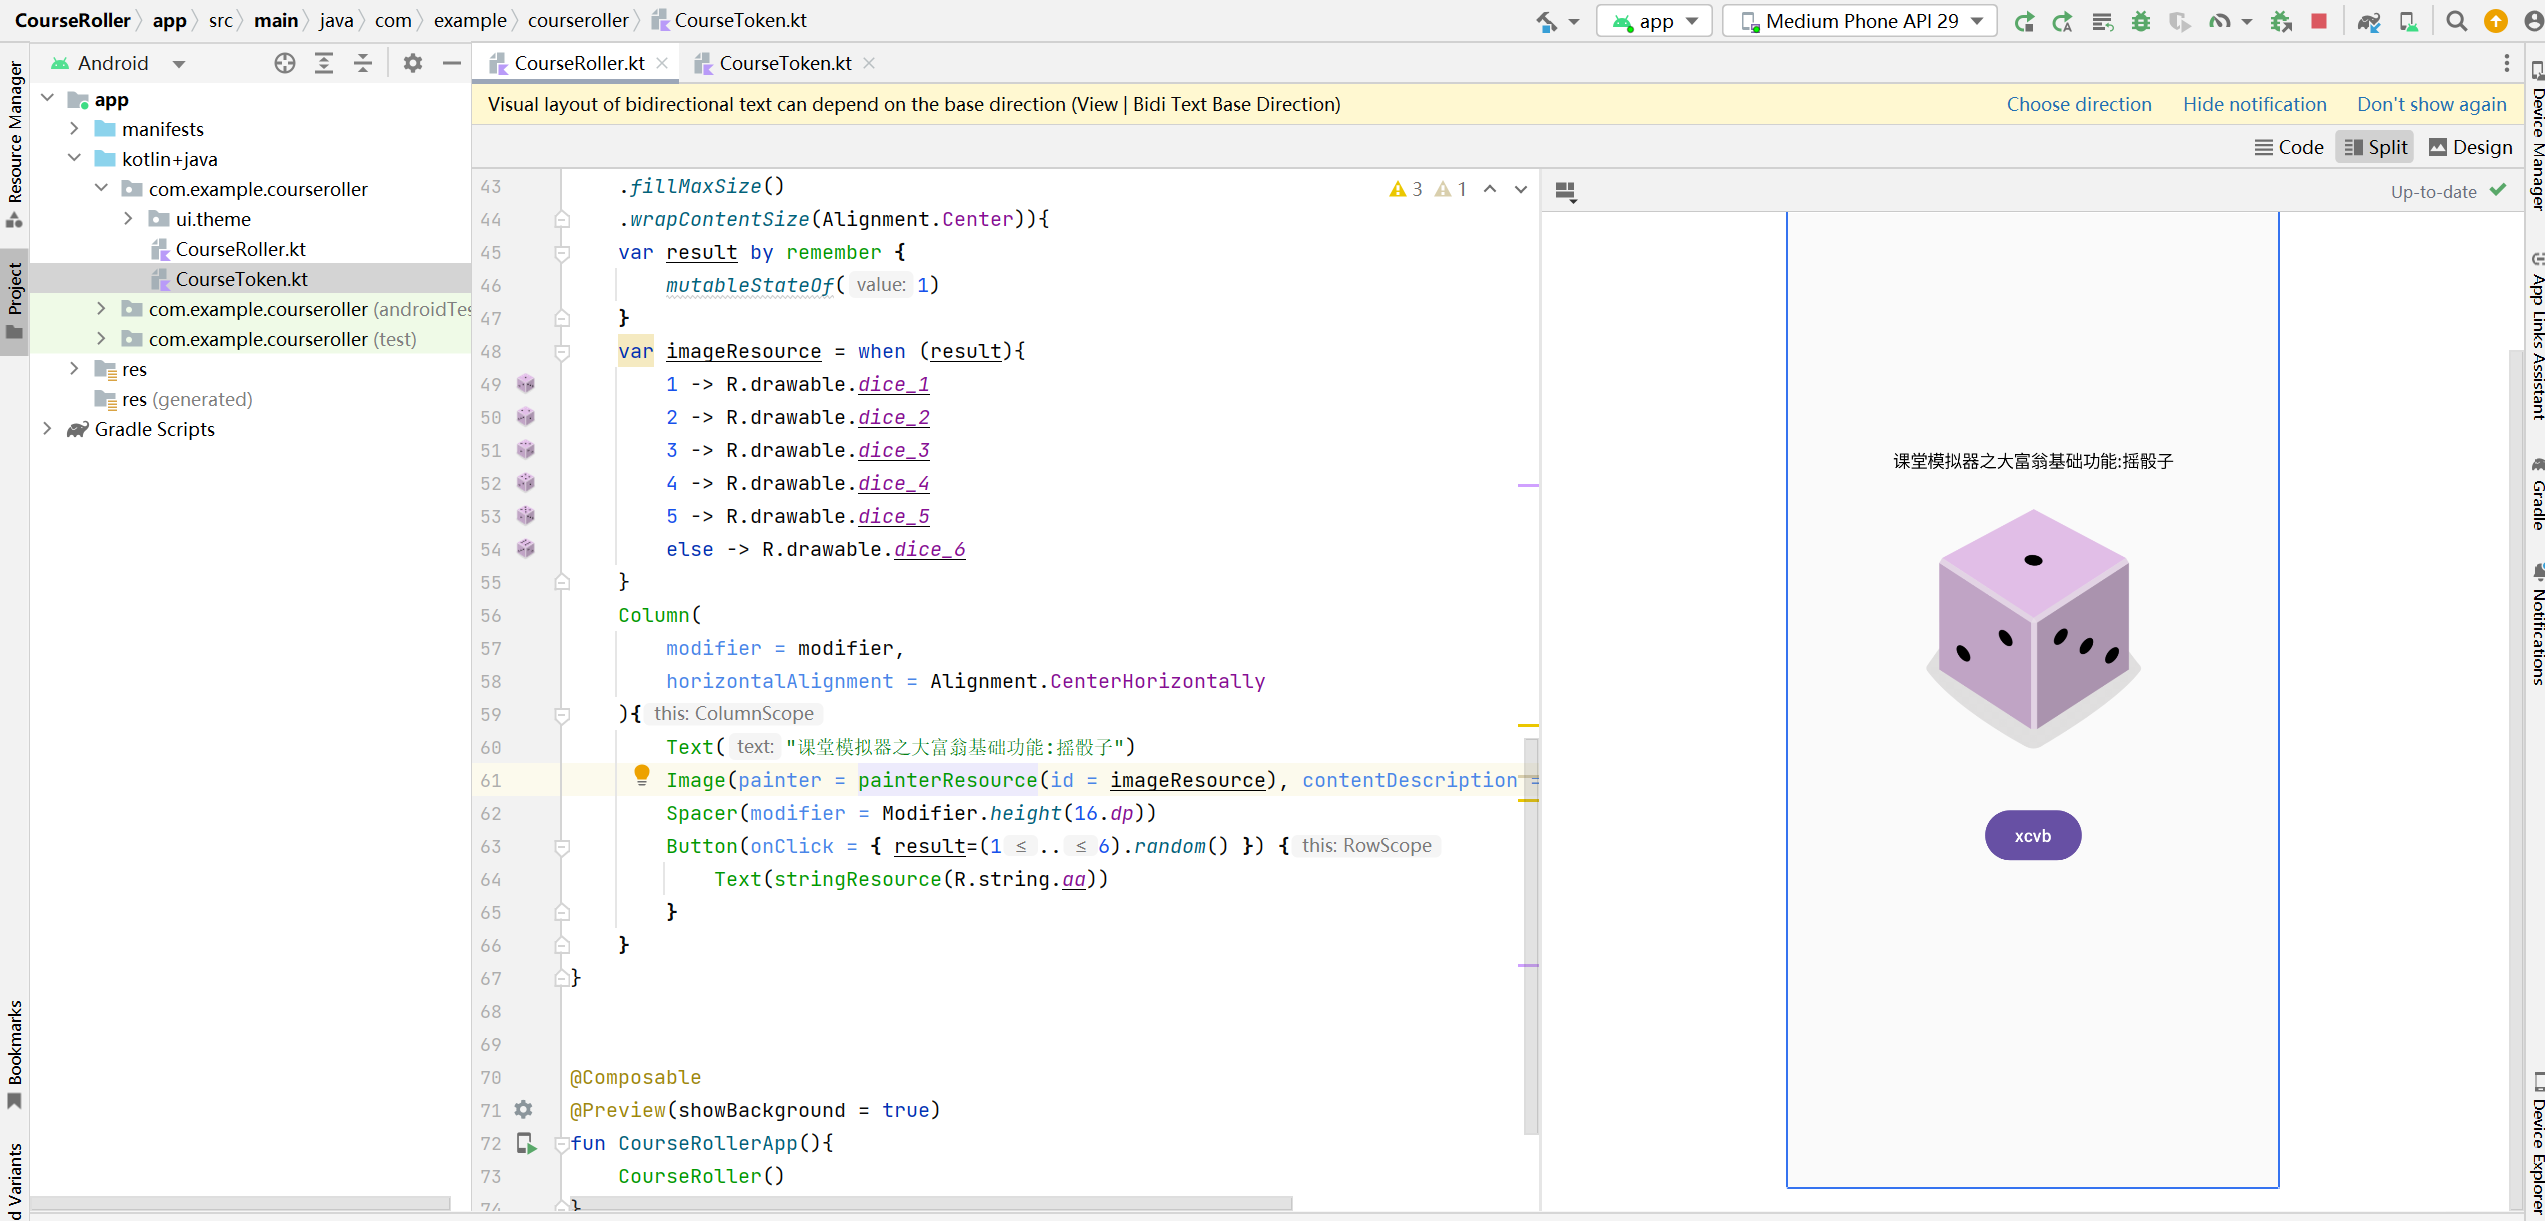 CourseRoller app src main java com example courseroller CourseToken.kt
app Medium Phone API 29
Android
CourseRoller.kt CourseToken.kt
Visual layout of bidirectional text can depend on the base direction (View | Bidi Text Base Direction) Choose direction Hide notification Don't show again
Code Split Design
Up-to-date
3 1
Resource Manager
Project
Bookmarks
d Variants
app
manifests
kotlin+java
com.example.courseroller
ui.theme
CourseRoller.kt
CourseToken.kt
com.example.courseroller (androidTes
com.example.courseroller (test)
res
res (generated)
Gradle Scripts
43 .fillMaxSize()
44 .wrapContentSize(Alignment.Center)){
45 var result by remember {
46 mutableStateOf( value: 1)
47 }
48 var imageResource = when (result){
49 1 -> R.drawable.dice_1
50 2 -> R.drawable.dice_2
51 3 -> R.drawable.dice_3
52 4 -> R.drawable.dice_4
53 5 -> R.drawable.dice_5
54 else -> R.drawable.dice_6
55 }
56 Column(
57 modifier = modifier,
58 horizontalAlignment = Alignment.CenterHorizontally
59 ){ this: ColumnScope
60 Text( text: "课堂模拟器之大富翁基础功能:摇骰子")
61 Image(painter = painterResource(id = imageResource), contentDescription =
62 Spacer(modifier = Modifier.height(16.dp))
63 Button(onClick = { result=(1 ≤ .. ≤ 6).random() }) { this: RowScope
64 Text(stringResource(R.string.aa))
65 }
66 }
67 }
68
69
70 @Composable
71 @Preview(showBackground = true)
72 fun CourseRollerApp(){
73 CourseRoller()
74 }
课堂模拟器之大富翁基础功能:摇骰子
xcvb
Device Manager
App Links Assistant
Gradle
Notifications
Device Explorer